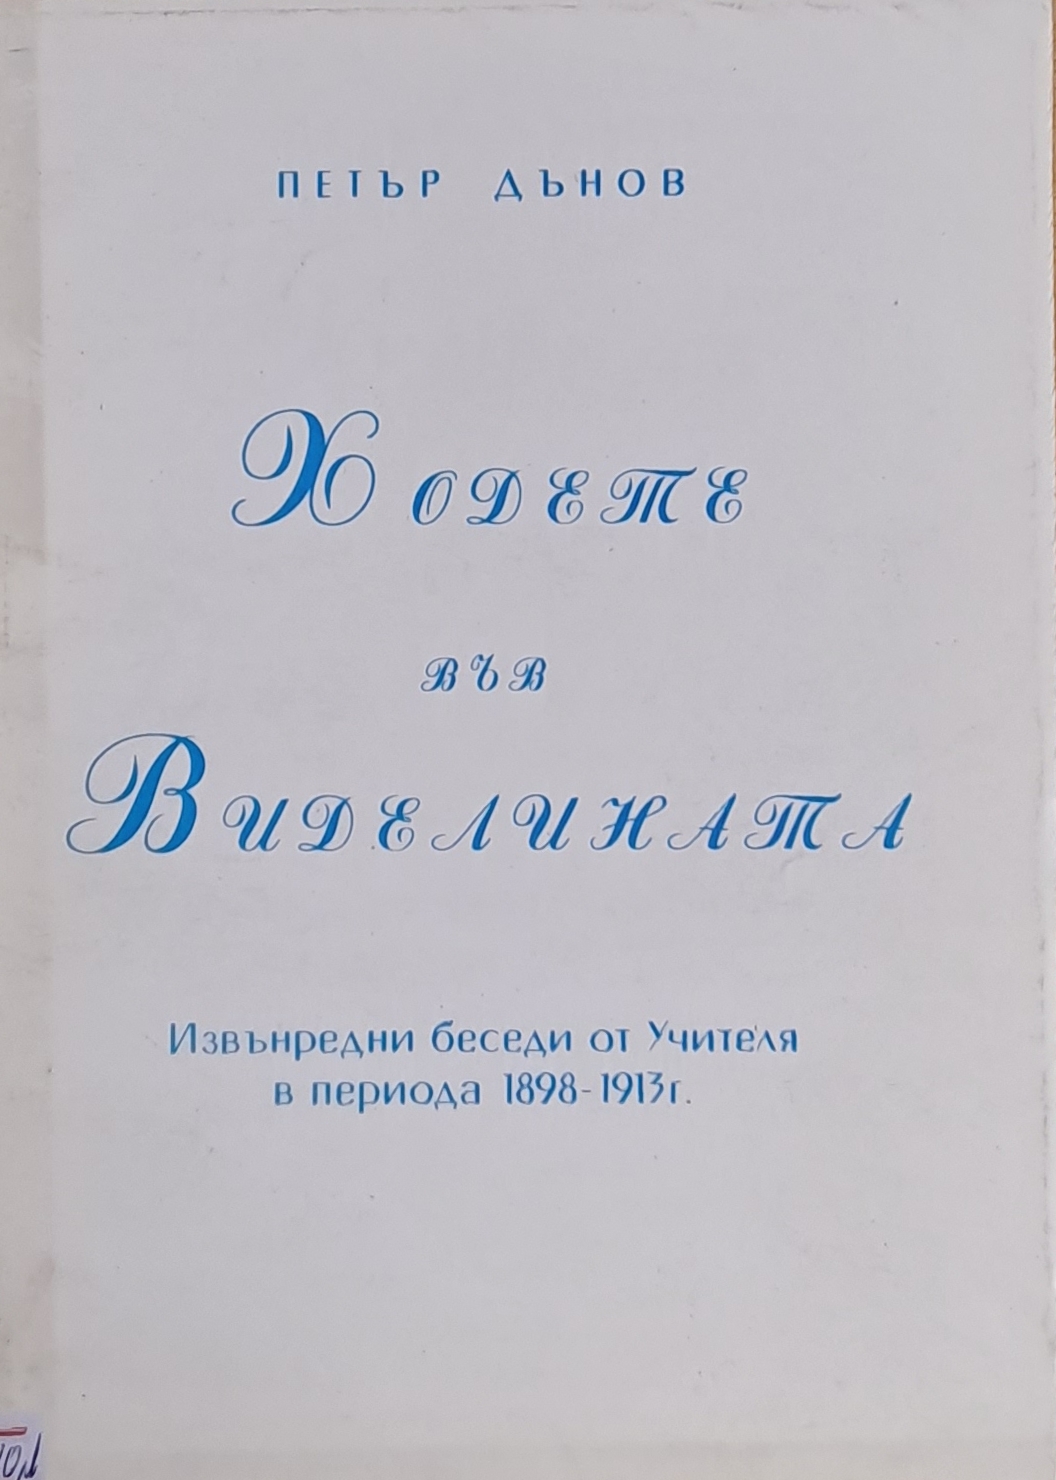 ПЕТЪР ДЪНОВ
ХОДЕТЕ
ВЪВ
ВИДЕЛИНАТА
Извънредни беседи от Учителя
в периода 1898-1913г.